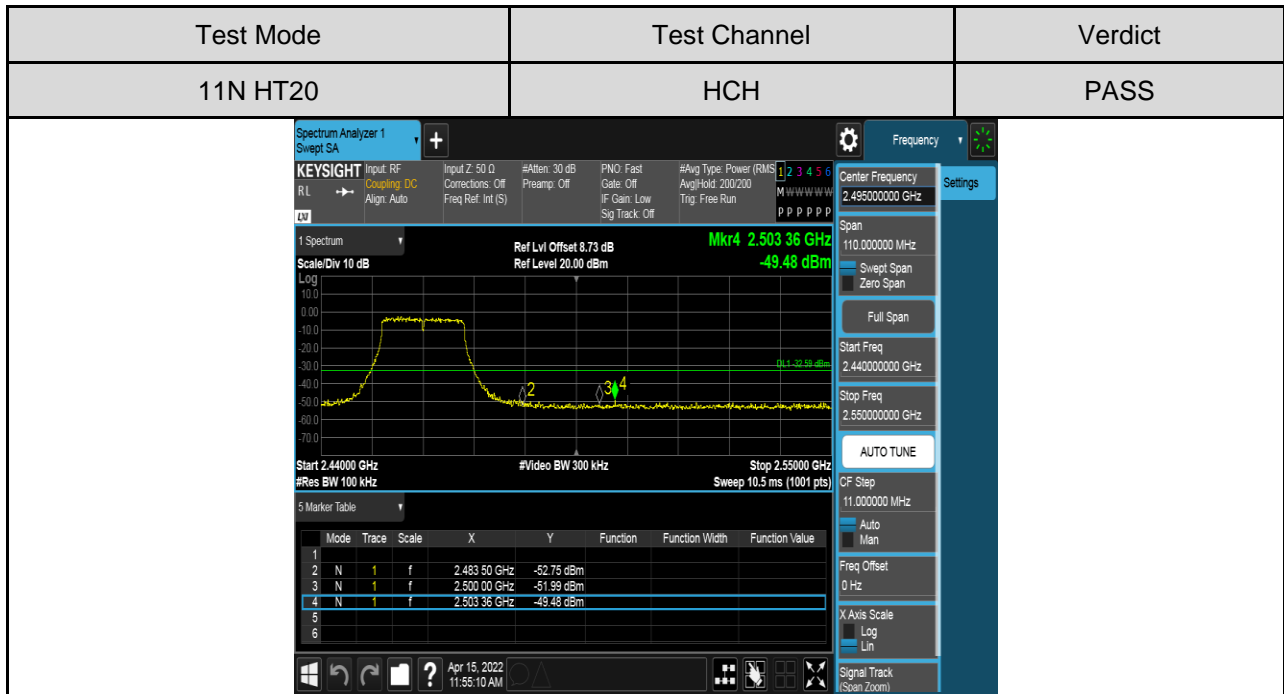 Test Mode Test Channel Verdict
11N HT20 HCH PASS
Spectrum Analyzer 1
Swept SA
+
Frequency
KEYSIGHT
RL
LXI
Input: RF
Coupling: DC
Align: Auto
Input Z: 50 Ω
Corrections: Off
Freq Ref: Int (S)
#Atten: 30 dB
Preamp: Off
PNO: Fast
Gate: Off
IF Gain: Low
Sig Track: Off
#Avg Type: Power (RMS
Avg|Hold: 200/200
Trig: Free Run
1 2 3 4 5 6
M W W W W W
P P P P P P
1 Spectrum
Scale/Div 10 dB
Ref Lvl Offset 8.73 dB
Ref Level 20.00 dBm
Mkr4 2.503 36 GHz
-49.48 dBm
Log
10.0
0.00
-10.0
-20.0
-30.0
-40.0
-50.0
-60.0
-70.0
DL1 -32.59 dBm
2
3
4
Start 2.44000 GHz
#Res BW 100 kHz
#Video BW 300 kHz
Stop 2.55000 GHz
Sweep 10.5 ms (1001 pts)
5 Marker Table
Mode Trace Scale X Y Function Function Width Function Value
1
2 N 1 f 2.483 50 GHz -52.75 dBm
3 N 1 f 2.500 00 GHz -51.99 dBm
4 N 1 f 2.503 36 GHz -49.48 dBm
5
6
?
Apr 15, 2022
11:55:10 AM
Center Frequency
2.495000000 GHz
Settings
Span
110.000000 MHz
Swept Span
Zero Span
Full Span
Start Freq
2.440000000 GHz
Stop Freq
2.550000000 GHz
AUTO TUNE
CF Step
11.000000 MHz
Auto
Man
Freq Offset
0 Hz
X Axis Scale
Log
Lin
Signal Track
(Span Zoom)